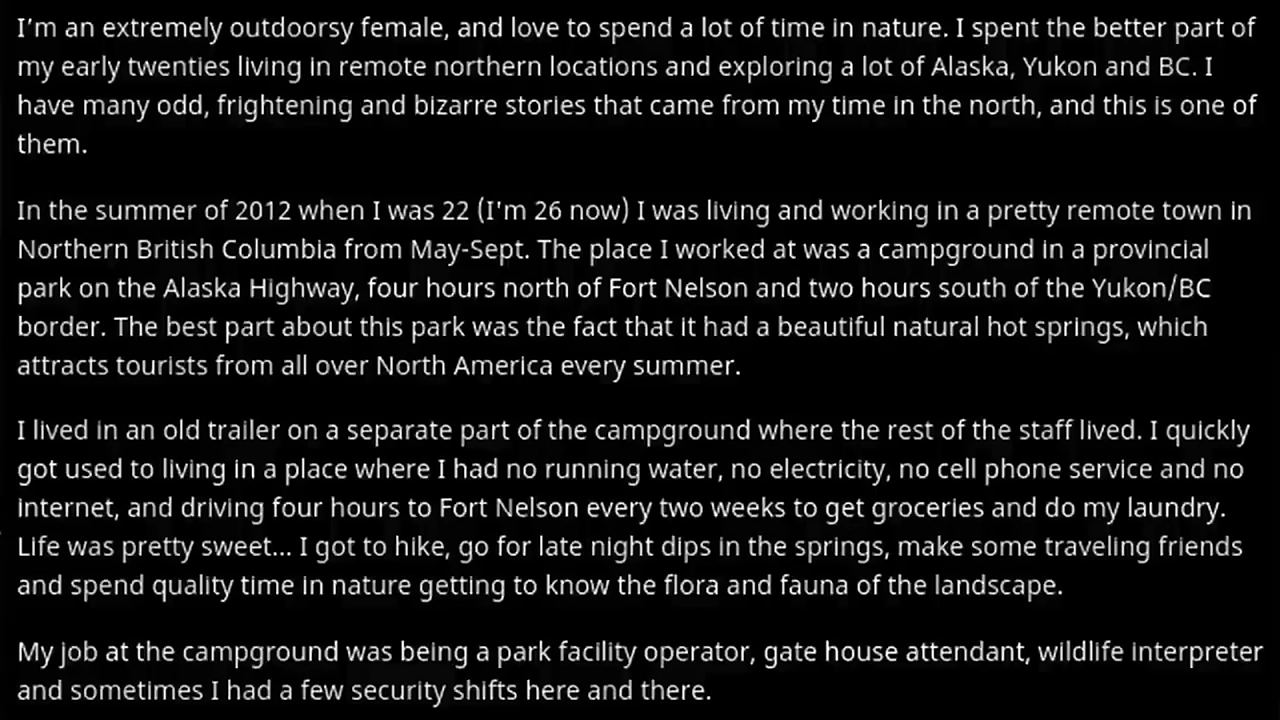 I’m an extremely outdoorsy female, and love to spend a lot of time in nature. I spent the better part of
my early twenties living in remote northern locations and exploring a lot of Alaska, Yukon and BC. I
have many odd, frightening and bizarre stories that came from my time in the north, and this is one of
them.
In the summer of 2012 when I was 22 (I'm 26 now) I was living and working in a pretty remote town in
Northern British Columbia from May-Sept. The place I worked at was a campground in a provincial
park on the Alaska Highway, four hours north of Fort Nelson and two hours south of the Yukon/BC
border. The best part about this park was the fact that it had a beautiful natural hot springs, which
attracts tourists from all over North America every summer.
I lived in an old trailer on a separate part of the campground where the rest of the staff lived. I quickly
got used to living in a place where I had no running water, no electricity, no cell phone service and no
internet, and driving four hours to Fort Nelson every two weeks to get groceries and do my laundry.
Life was pretty sweet... I got to hike, go for late night dips in the springs, make some traveling friends
and spend quality time in nature getting to know the flora and fauna of the landscape.
My job at the campground was being a park facility operator, gate house attendant, wildlife interpreter
and sometimes I had a few security shifts here and there.